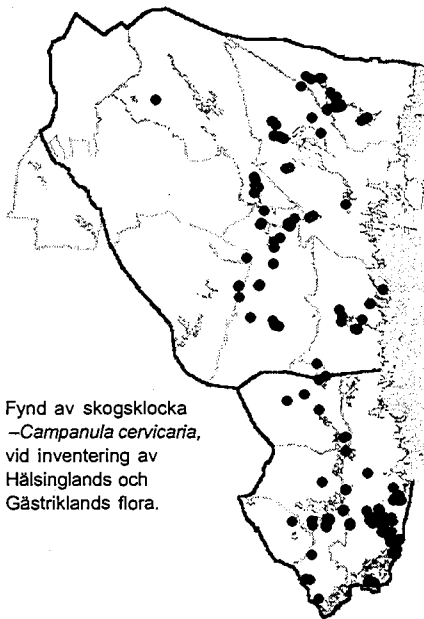 Fynd av skogsklocka
–Campanula cervicaria,
vid inventering av
Hälsinglands och
Gästriklands flora.